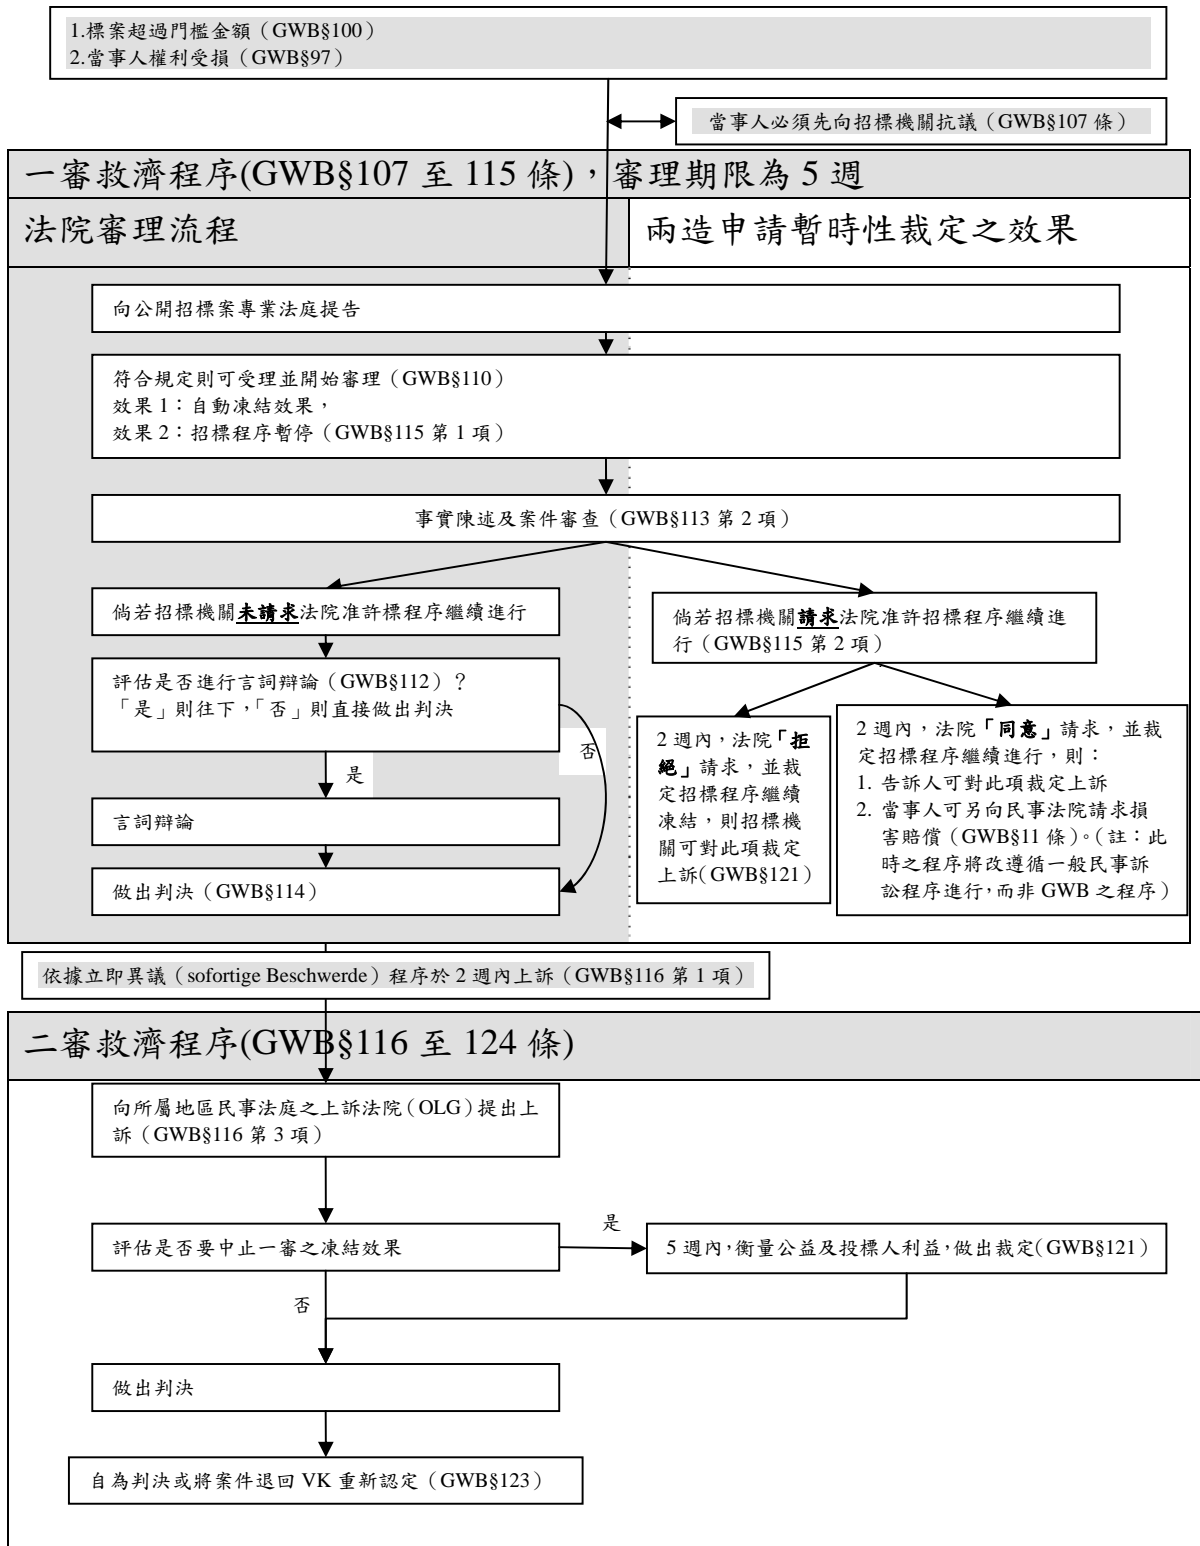 1.標案超過門檻金額（GWB§100）
2.當事人權利受損（GWB§97）
當事人必須先向招標機關抗議（GWB§107 條）
一審救濟程序(GWB§107 至 115 條)，審理期限為 5 週
法院審理流程
兩造申請暫時性裁定之效果
向公開招標案專業法庭提告
符合規定則可受理並開始審理（GWB§110）
效果 1：自動凍結效果，
效果 2：招標程序暫停（GWB§115 第 1 項）
事實陳述及案件審查（GWB§113 第 2 項）
倘若招標機關未請求法院准許標程序繼續進行
評估是否進行言詞辯論（GWB§112）？
「是」則往下，「否」則直接做出判決
否
是
言詞辯論
做出判決（GWB§114）
倘若招標機關請求法院准許招標程序繼續進
行（GWB§115 第 2 項）
2 週內，法院「拒
絕」請求，並裁
定招標程序繼續
凍結，則招標機
關可對此項裁定
上訴(GWB§121)
2 週內，法院「同意」請求，並裁
定招標程序繼續進行，則：
1. 告訴人可對此項裁定上訴
2. 當事人可另向民事法院請求損
害賠償（GWB§11 條）。（註：此
時之程序將改遵循一般民事訴
訟程序進行，而非 GWB 之程序）
依據立即異議（sofortige Beschwerde）程序於 2 週內上訴（GWB§116 第 1 項）
二審救濟程序(GWB§116 至 124 條)
向所屬地區民事法庭之上訴法院（OLG）提出上
訴（GWB§116 第 3 項）
評估是否要中止一審之凍結效果
是
5 週內，衡量公益及投標人利益，做出裁定(GWB§121)
否
做出判決
自為判決或將案件退回 VK 重新認定（GWB§123）